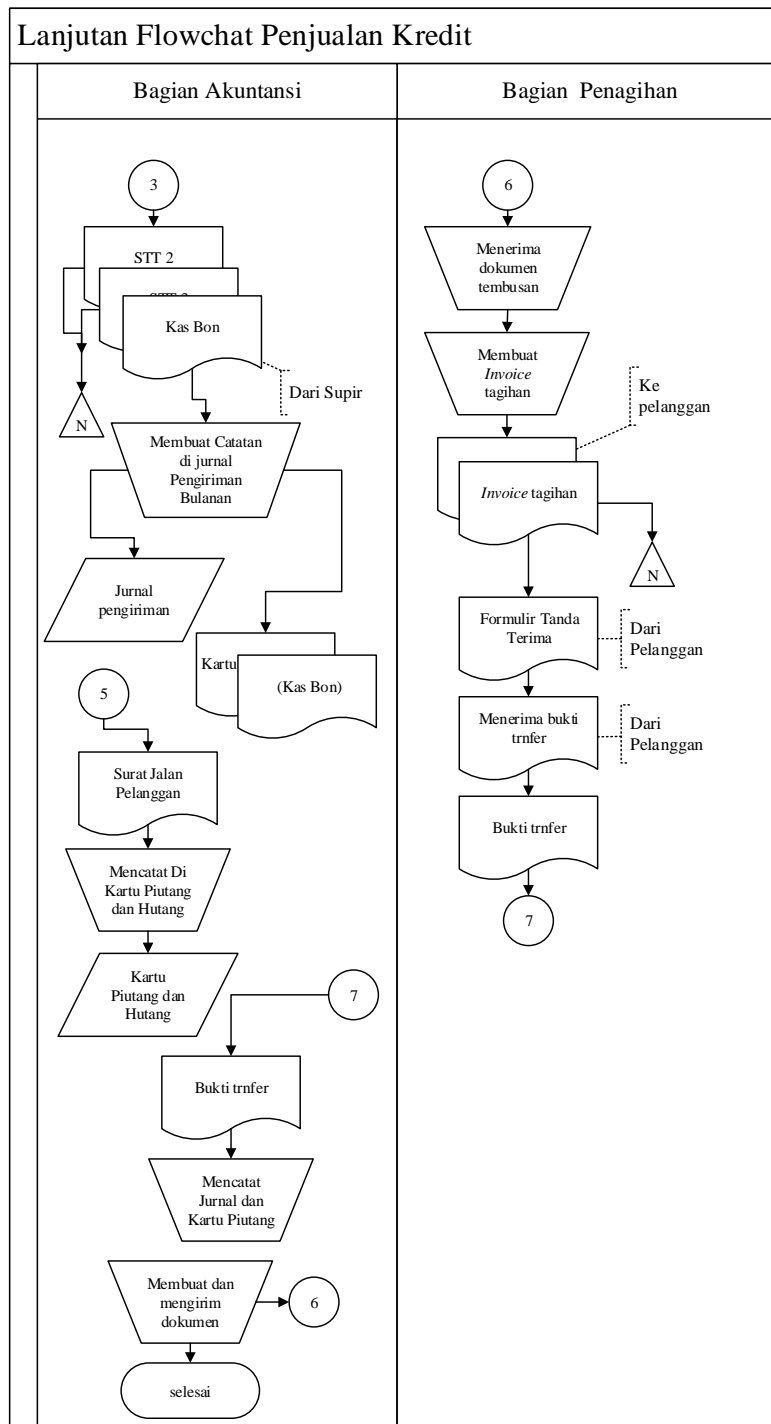 Lanjutan Flowchat Penjualan Kredit
Bagian Akuntansi
3
STT 2
Kas Bon
Dari Supir
N
Membuat Catatan
di jurnal
Pengiriman
Bulanan
Jurnal
pengiriman
Kartu
(Kas Bon)
5
Surat Jalan
Pelanggan
Mencatat Di
Kartu Piutang
dan Hutang
Kartu
Piutang dan
Hutang
7
Bukti trnfer
Mencatat
Jurnal dan
Kartu Piutang
Membuat dan
mengirim
dokumen
6
selesai
Bagian Penagihan
6
Menerima
dokumen
tembusan
Membuat
Invoice
tagihan
Ke
pelanggan
Invoice tagihan
N
Formulir Tanda
Terima
Dari
Pelanggan
Menerima bukti
trnfer
Dari
Pelanggan
Bukti trnfer
7